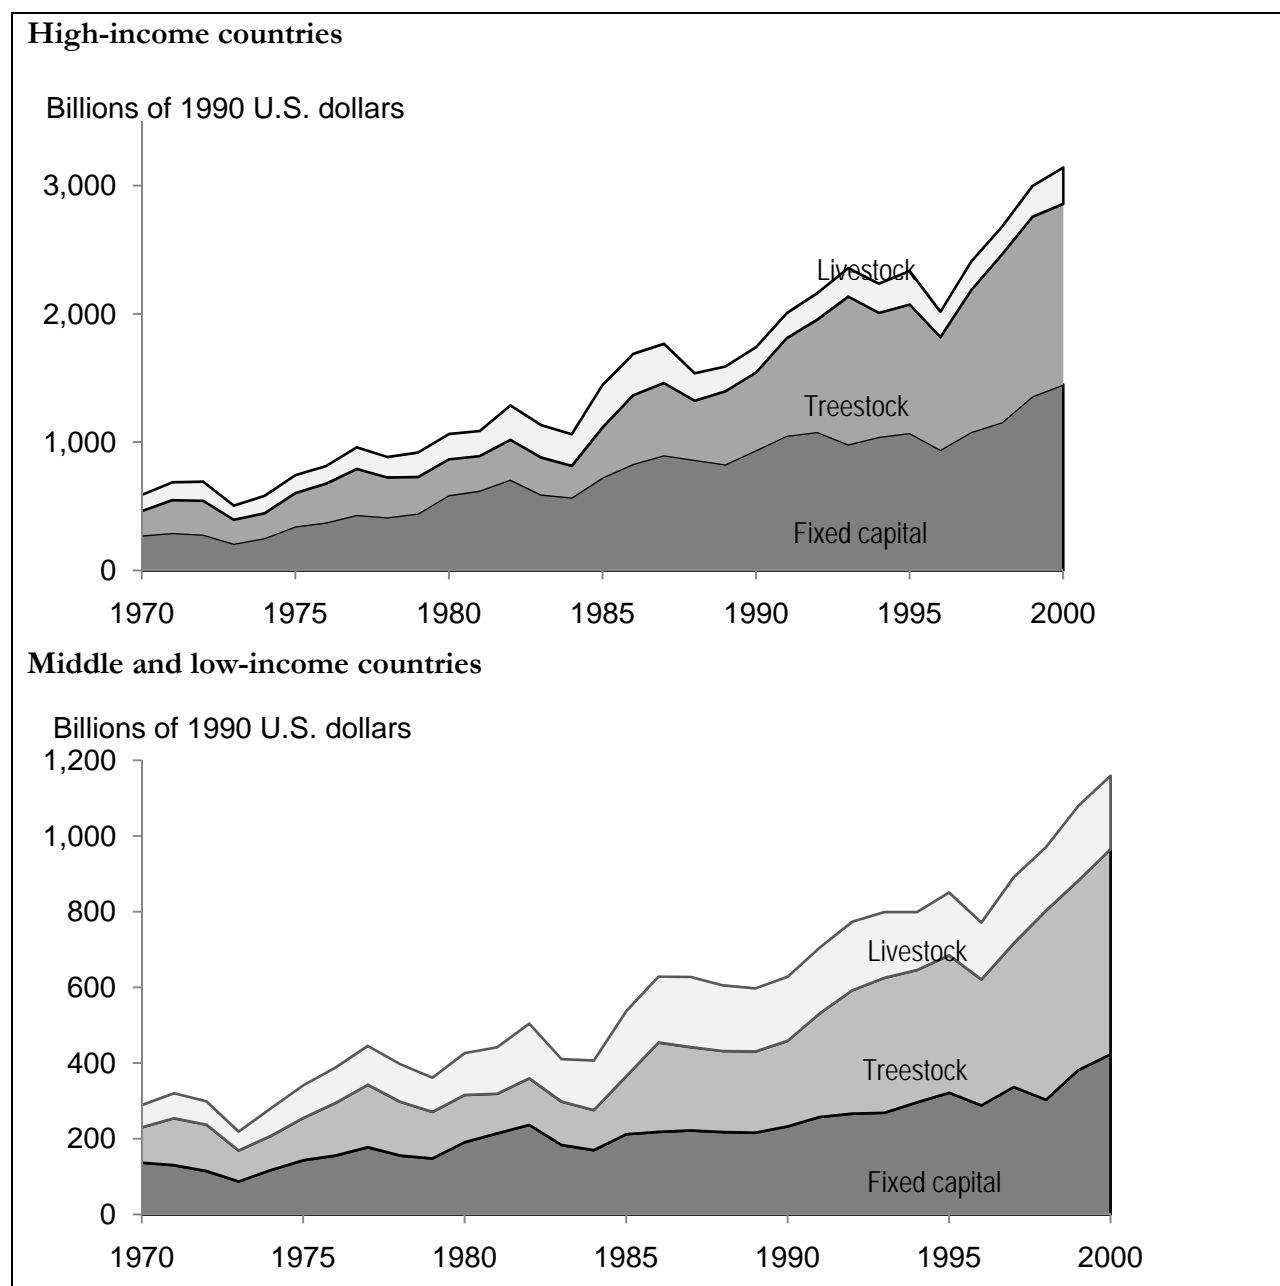 High-income countries
Billions of 1990 U.S. dollars
3,000
2,000
1,000
0
Livestock
Treestock
Fixed capital
1970 1975 1980 1985 1990 1995 2000
Middle and low-income countries
Billions of 1990 U.S. dollars
1,200
1,000
800
600
400
200
0
Livestock
Treestock
Fixed capital
1970 1975 1980 1985 1990 1995 2000